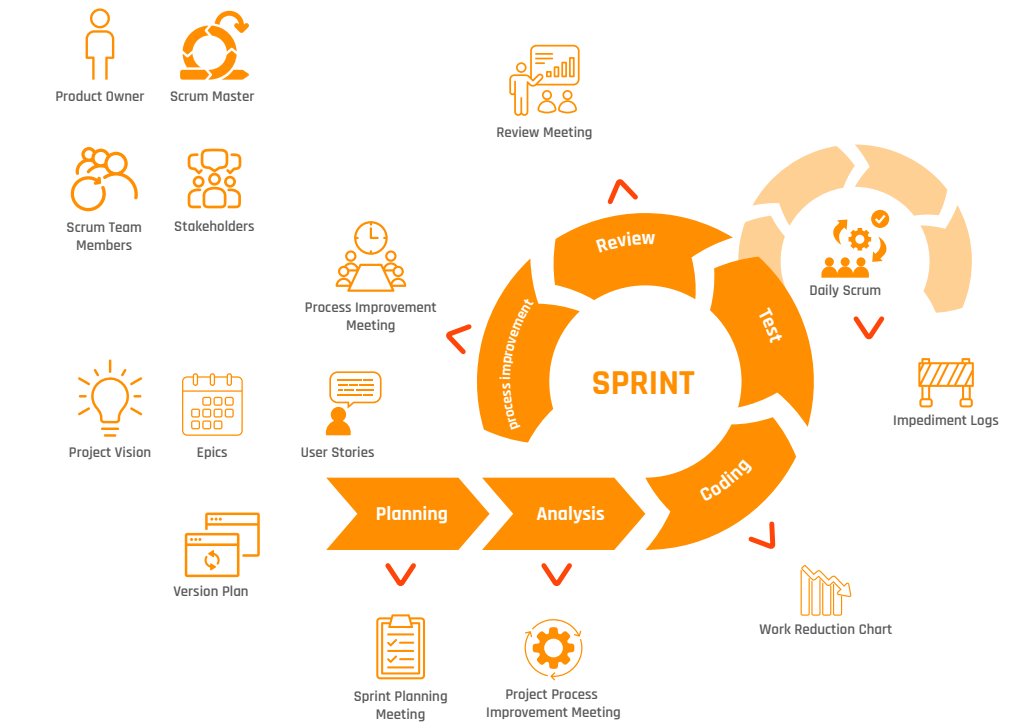 Product Owner
Scrum Master
Review Meeting
Scrum Team
Members
Stakeholders
Review
Daily Scrum
Process Improvement
Meeting
process improvement
Test
SPRINT
Impediment Logs
Project Vision
Epics
User Stories
Coding
Planning
Analysis
Version Plan
Work Reduction Chart
Sprint Planning
Meeting
Project Process
Improvement Meeting